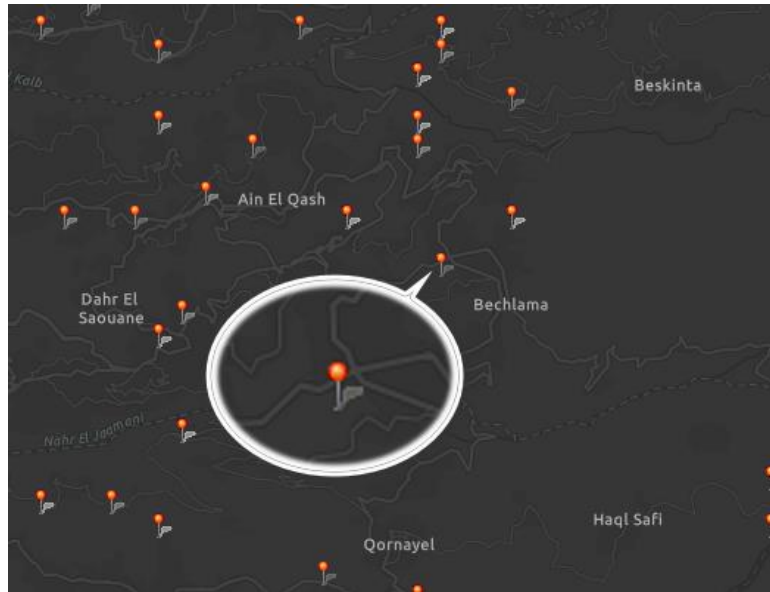 Kalb
Beskinta
Ain El Qash
Dahr El
Saouane
Bechlama
Nahr El Jaamani
Haql Safi
Qornayel